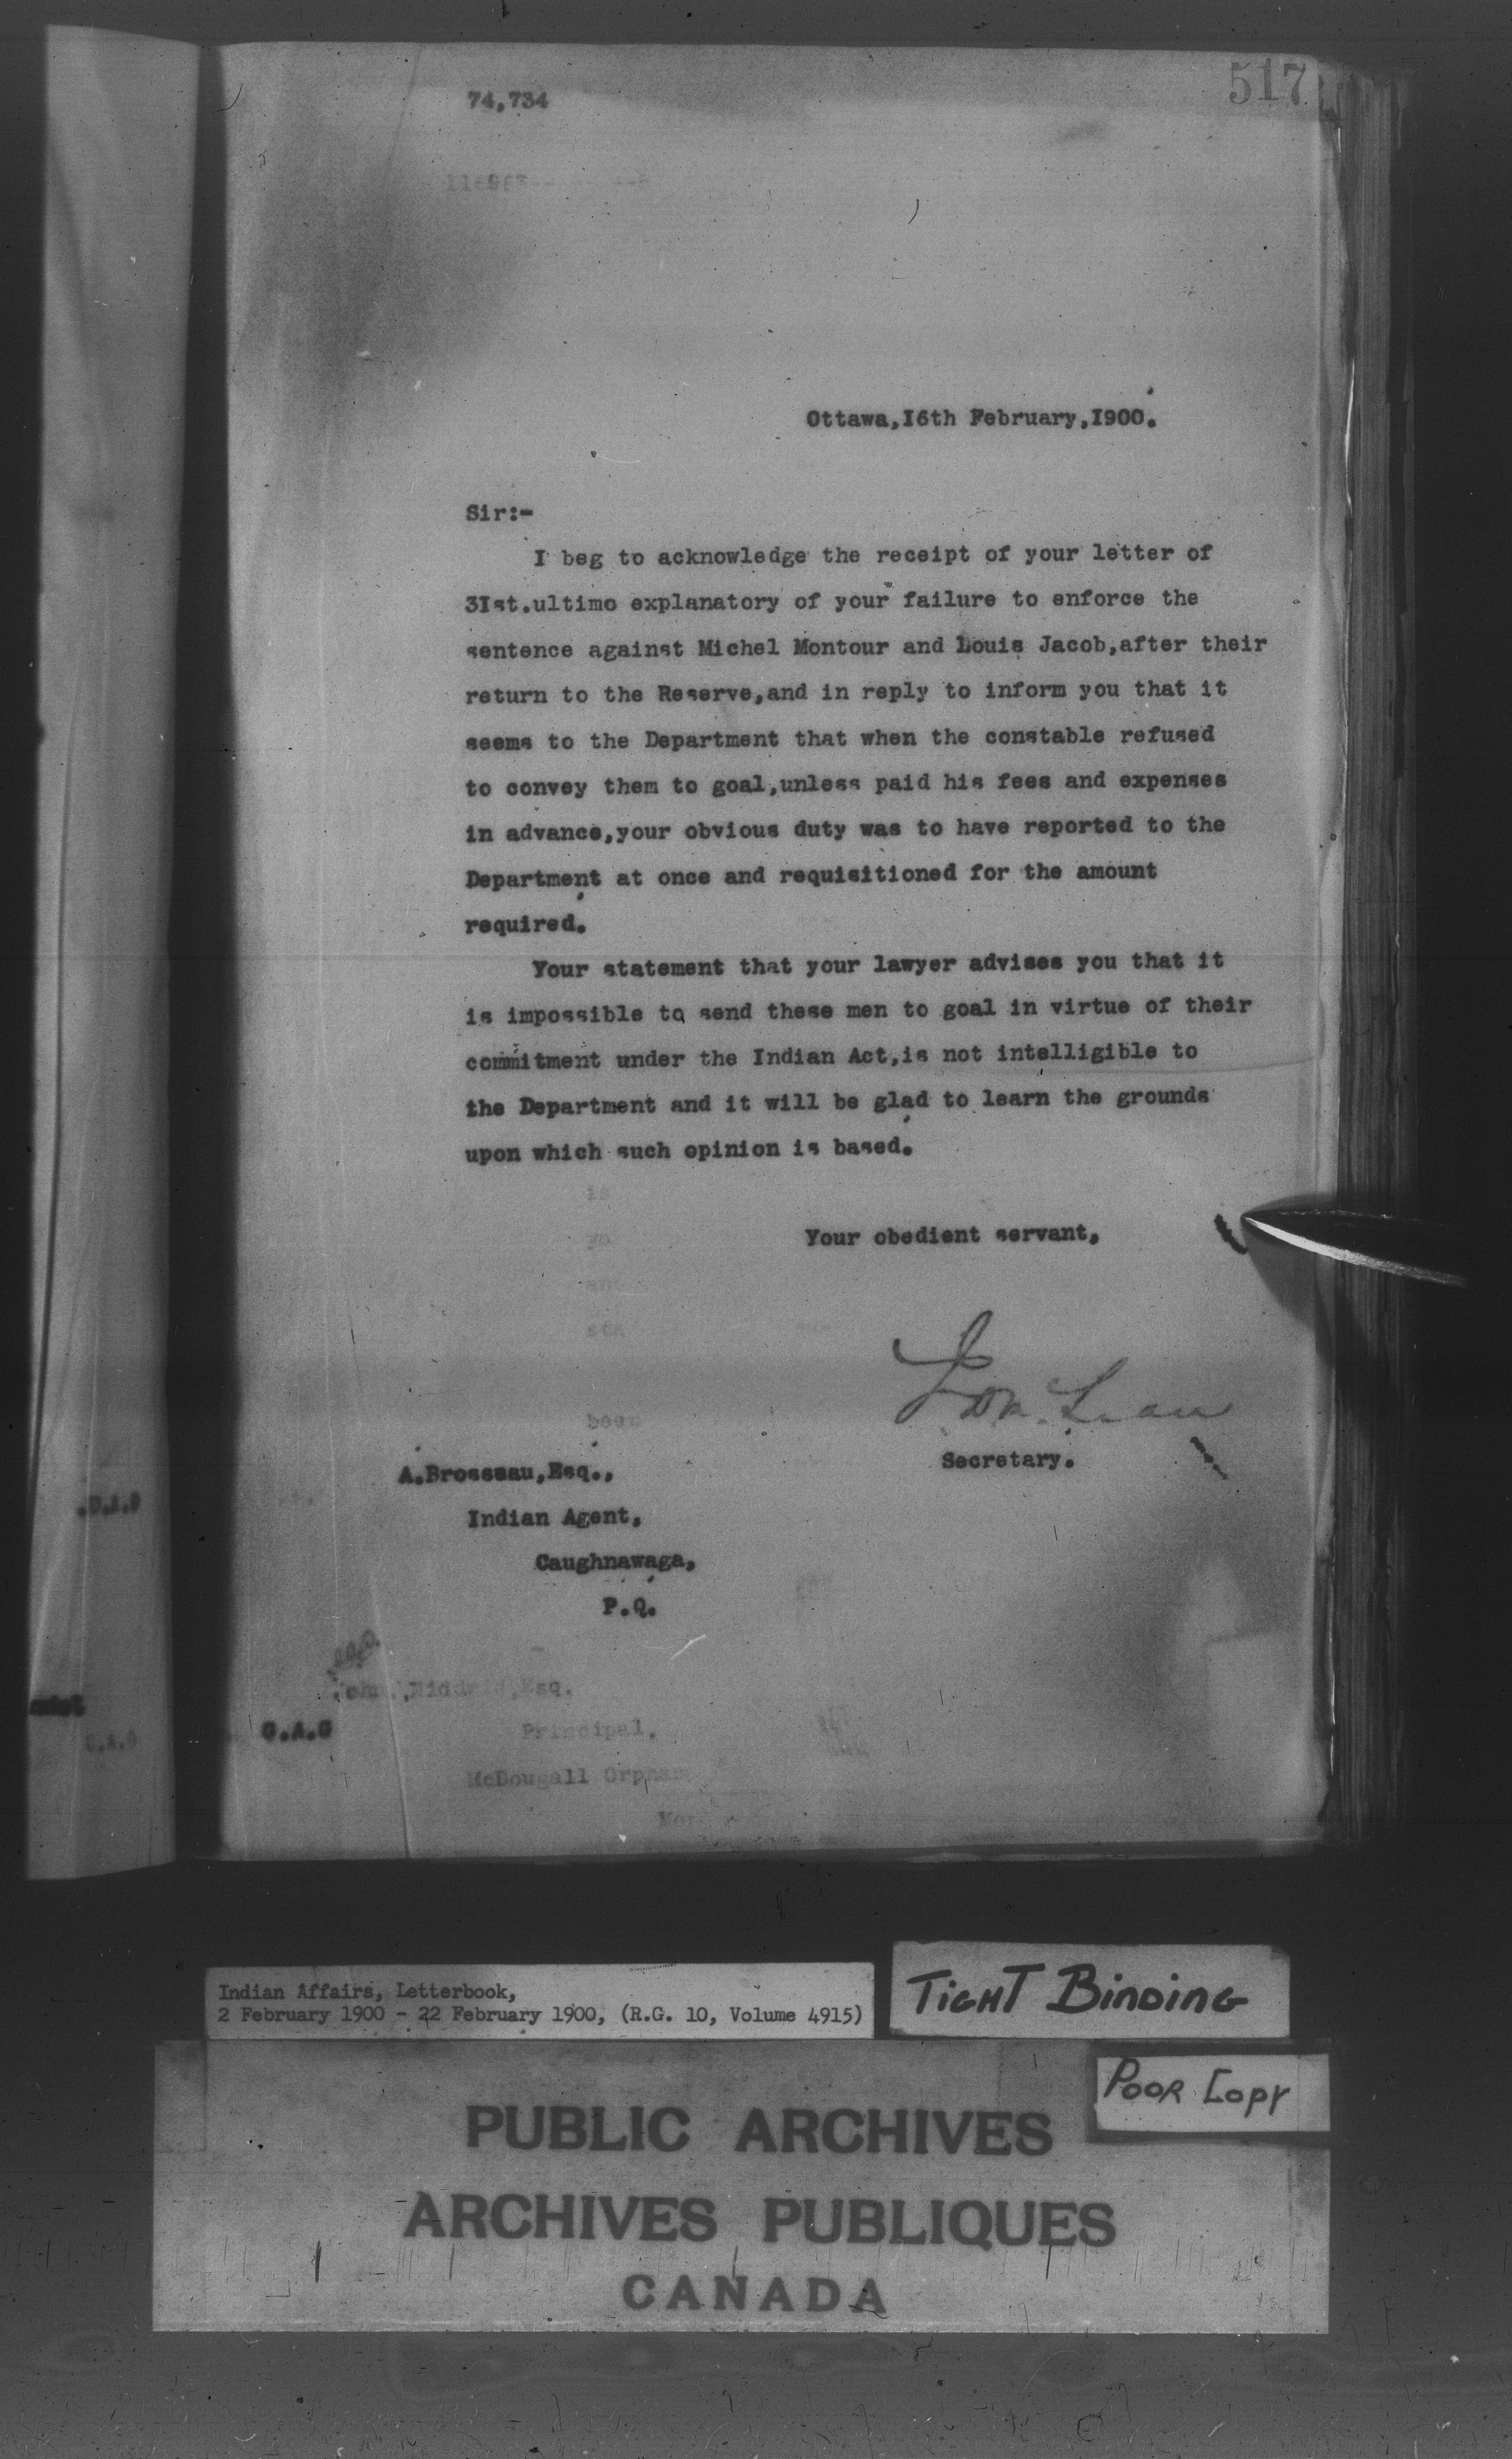 517
74,734
Ottawa,I6th February,I900.
Sir:-
I beg to acknowledge the receipt of your letter of
3Ist.ultimo explanatory of your failure to enforce the
sentence against Michel Montour and Louis Jacob,after their
return to the Reserve,and in reply to inform you that it
seems to the Department that when the constable refused
to convey them to goal,unless paid his fees and expenses
in advance,your obvious duty was to have reported to the
Department at once and requisitioned for the amount
required.
Your statement that your lawyer advises you that it
is impossible to send these men to goal in virtue of their
commitment under the Indian Act,is not intelligible to
the Department and it will be glad to learn the grounds
upon which such opinion is based.
Your obedient servant,
Secretary.
A.Brosseau,Esq.,
Indian Agent,
Caughnawaga,
P.Q.
Esq.
G.A.G
Principal.
McDougall
Indian Affairs, Letterbook,
2 February 1900 - 22 February 1900, (R.G. 10, Volume 4915)
TIGHT BINDING
POOR COPY
PUBLIC ARCHIVES
ARCHIVES PUBLIQUES
CANADA